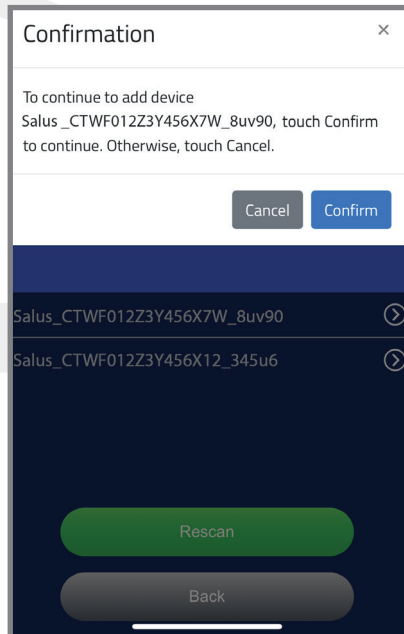 Confirmation ×
To continue to add device
Salus _CTWF012Z3Y456X7W_8uv90, touch Confirm
to continue. Otherwise, touch Cancel.
Cancel Confirm
Salus_CTWF012Z3Y456X7W_8uv90
Salus_CTWF012Z3Y456X12_345u6
Rescan
Back